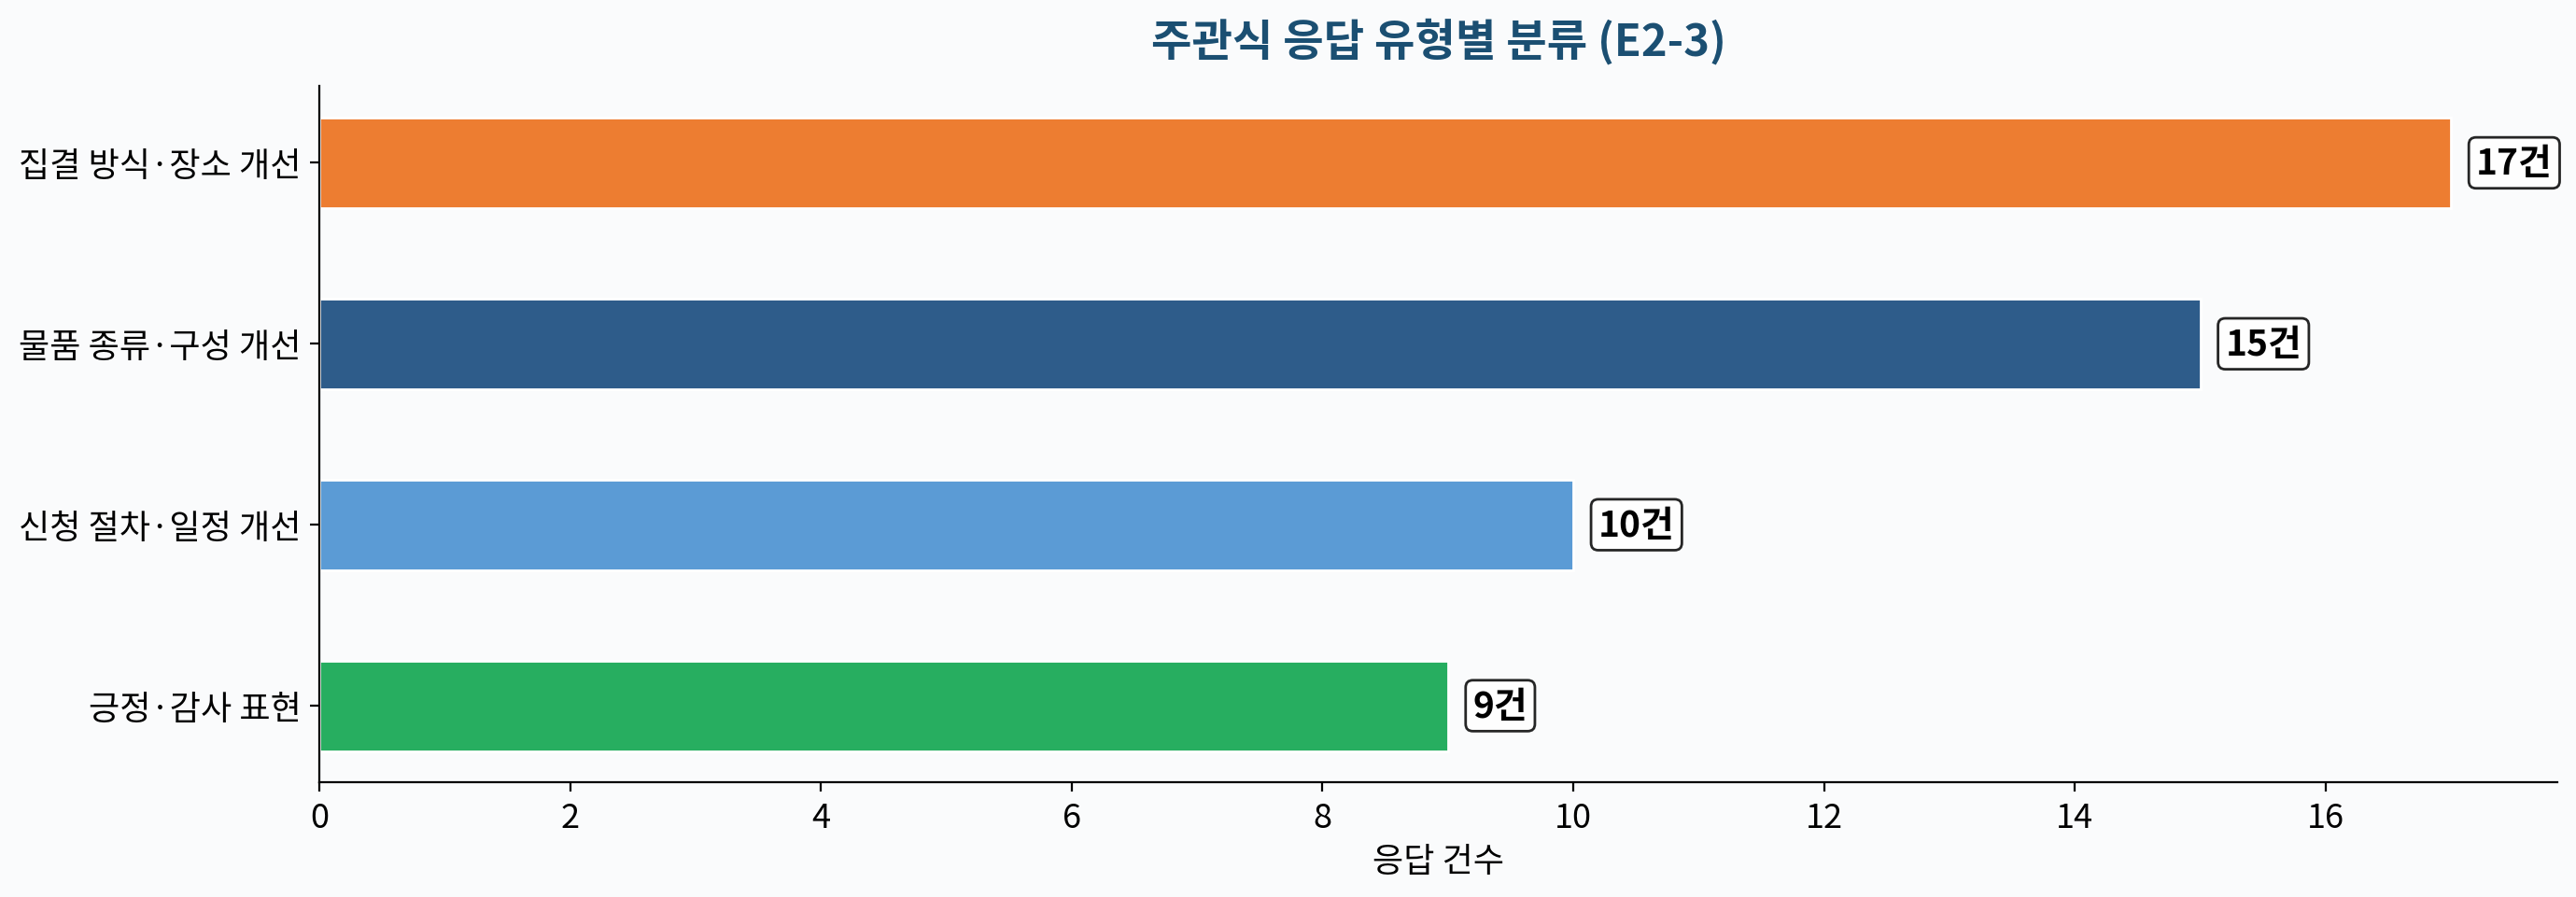 주관식 응답 유형별 분류 (E2-3)
집결 방식·장소 개선
17건
물품 종류·구성 개선
15건
신청 절차·일정 개선
10건
긍정·감사 표현
9건
0 2 4 6 8 10 12 14 16
응답 건수